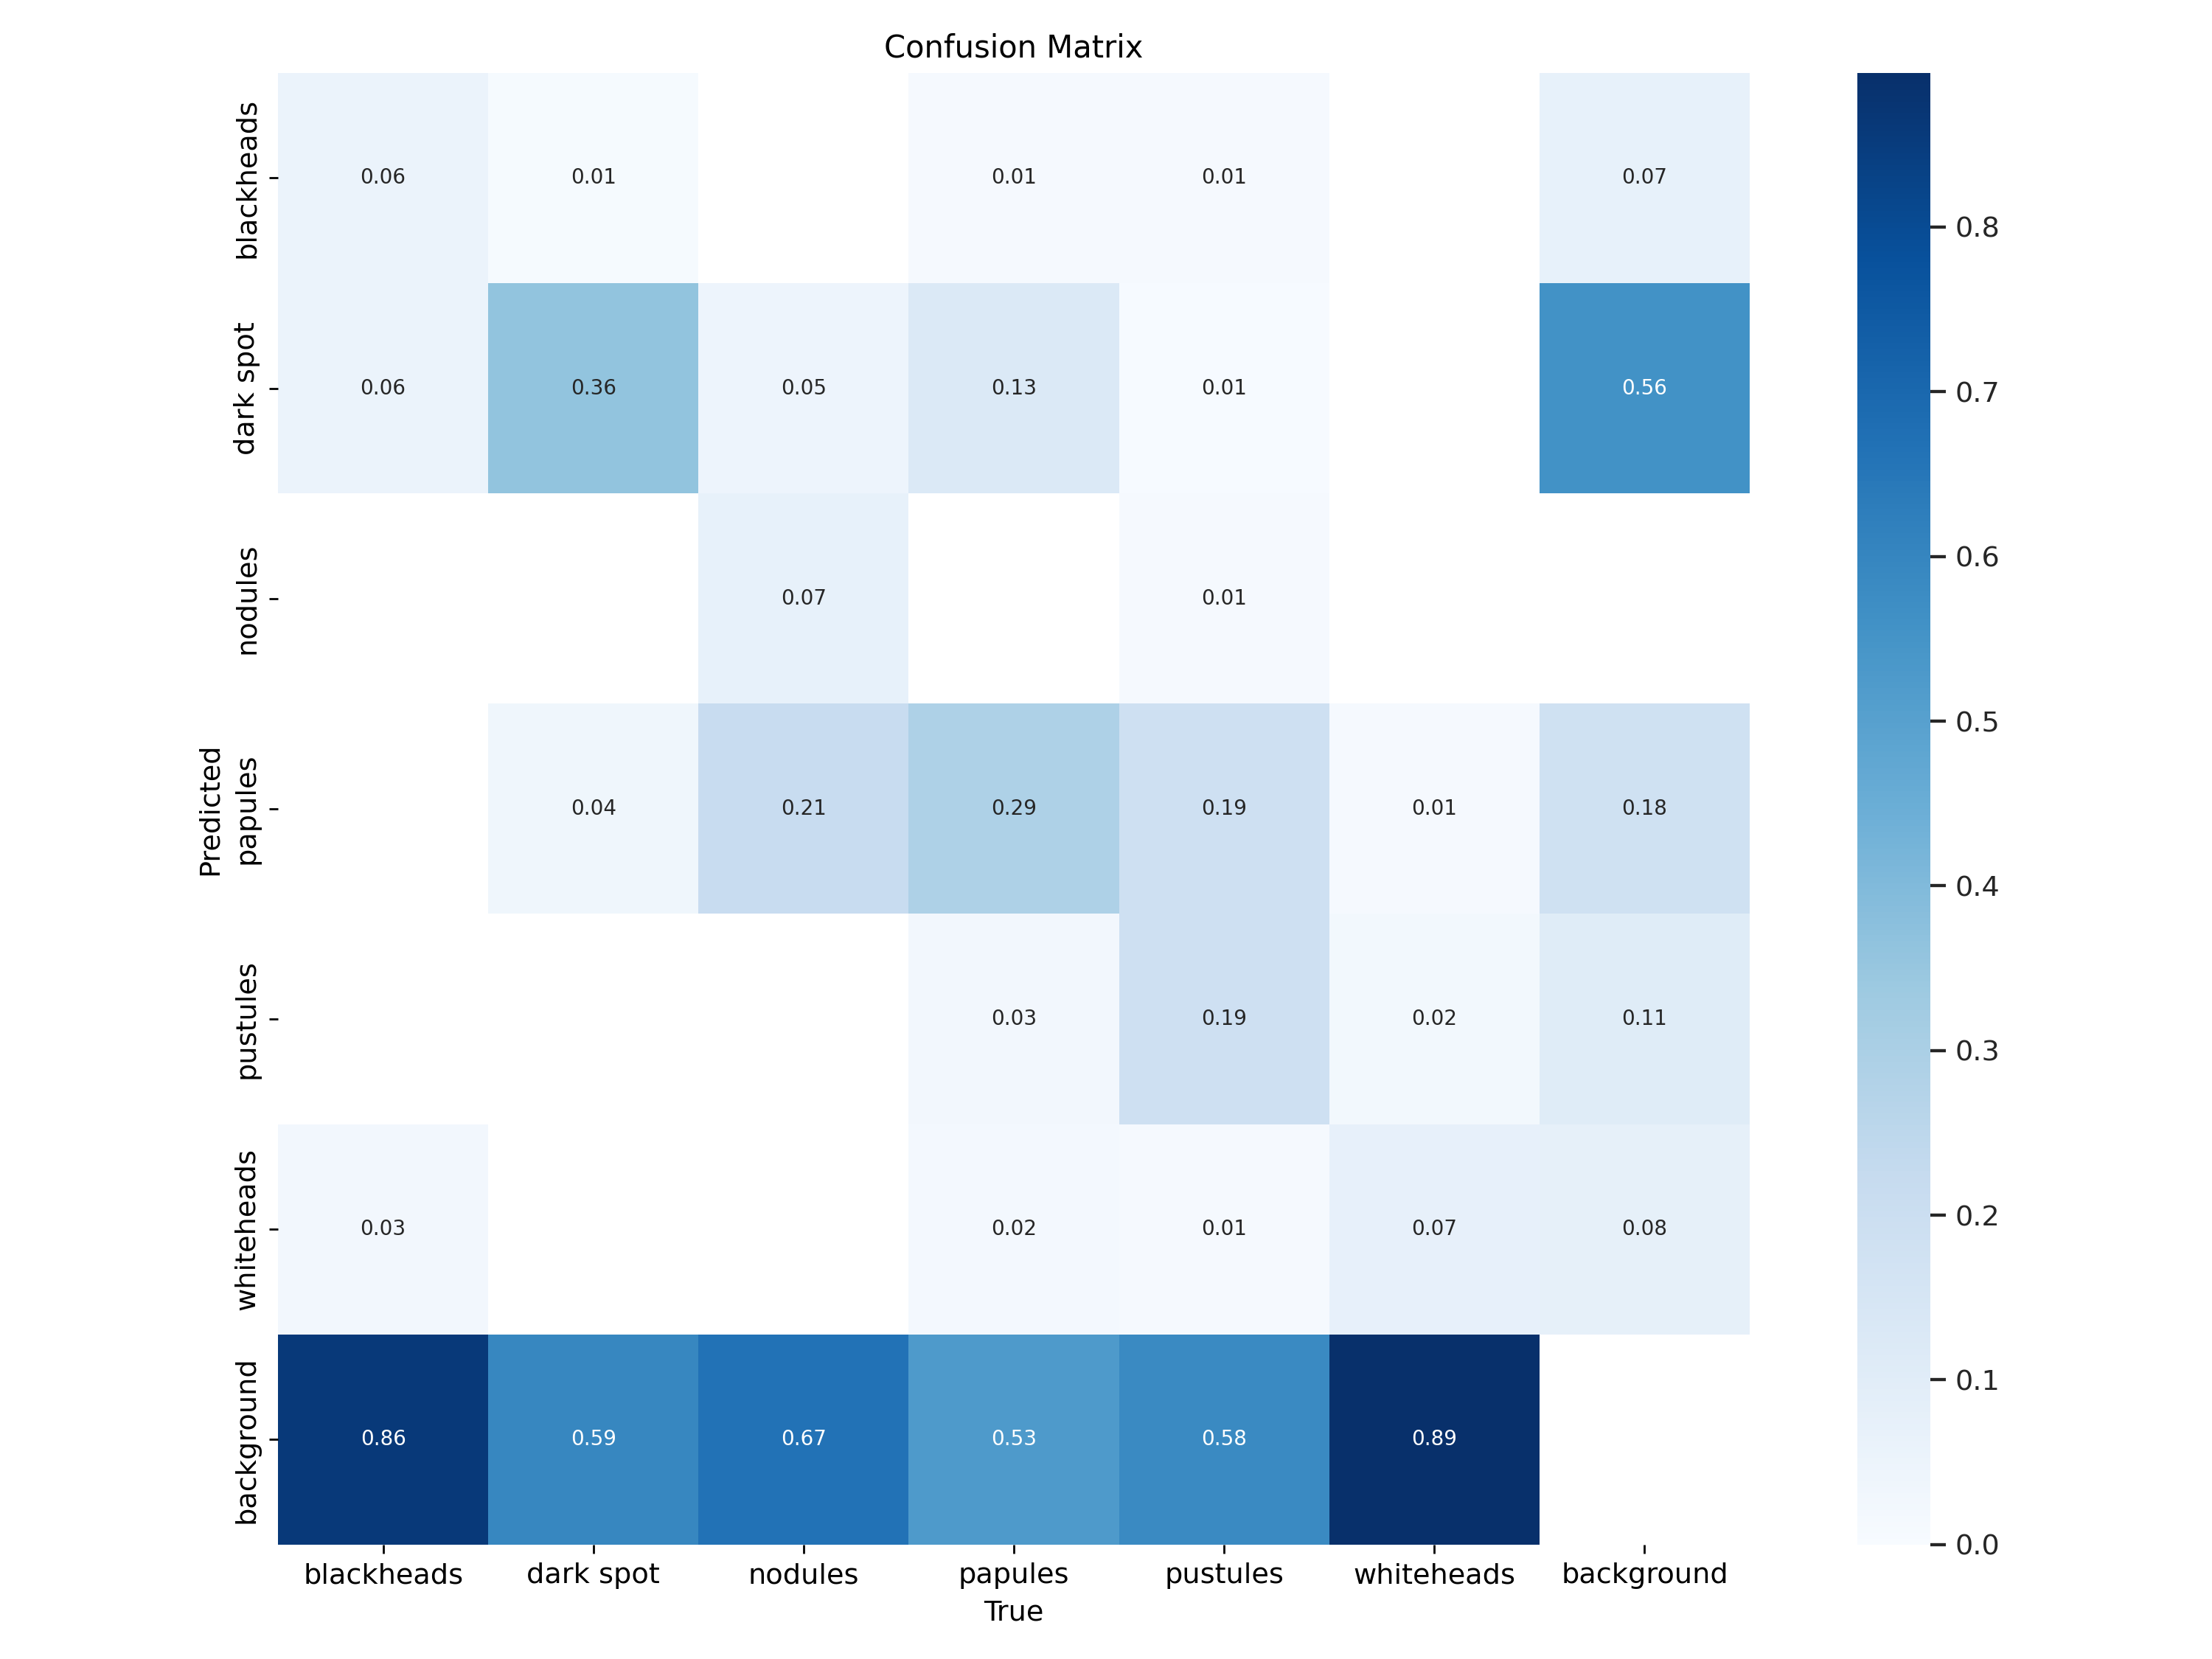 Confusion Matrix
blackheads 0.06 0.01 0.01 0.01 0.07
dark spot 0.06 0.36 0.05 0.13 0.01 0.56
nodules 0.07 0.01
Predicted
papules 0.04 0.21 0.29 0.19 0.01 0.18
pustules 0.03 0.19 0.02 0.11
whiteheads 0.03 0.02 0.01 0.07 0.08
background 0.86 0.59 0.67 0.53 0.58 0.89
blackheads dark spot nodules papules pustules whiteheads background
True
0.8
0.7
0.6
0.5
0.4
0.3
0.2
0.1
0.0